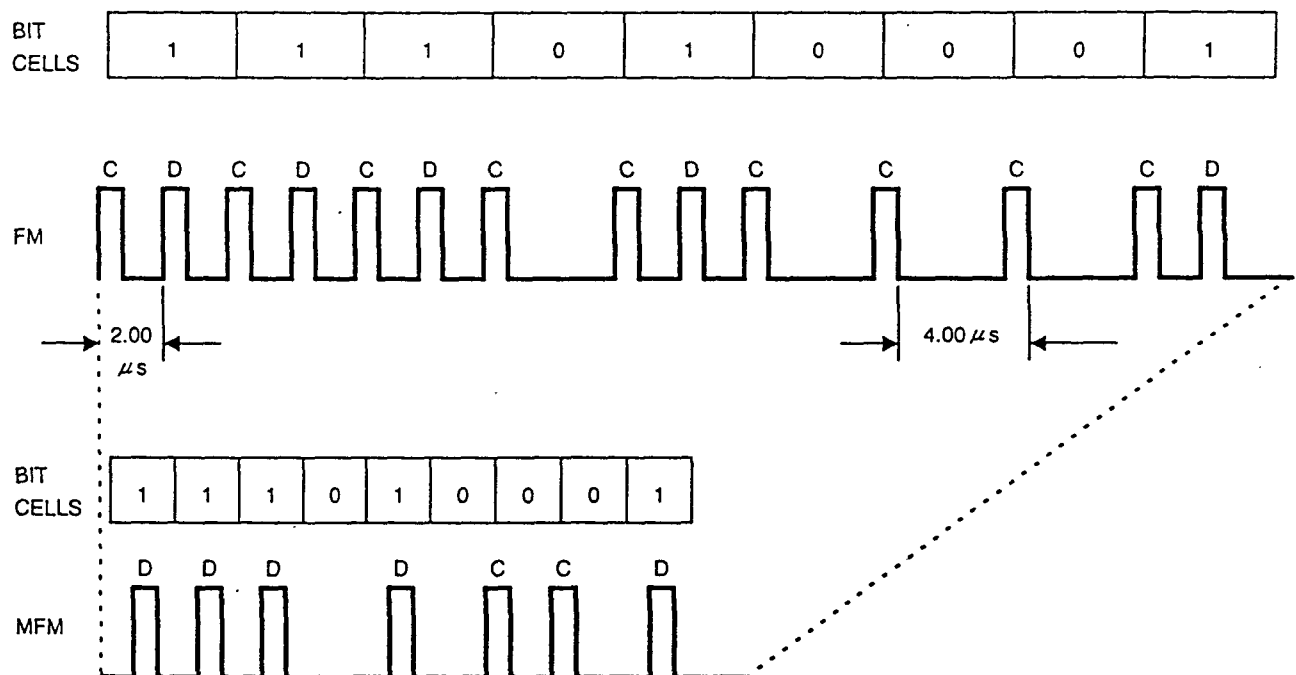 BIT
CELLS
1 1 1 0 1 0 0 0 1
C D C D C D C C D C C C C D
FM
2.00
μs
4.00 μs
BIT
CELLS
1 1 1 0 1 0 0 0 1
D D D D C C D
MFM